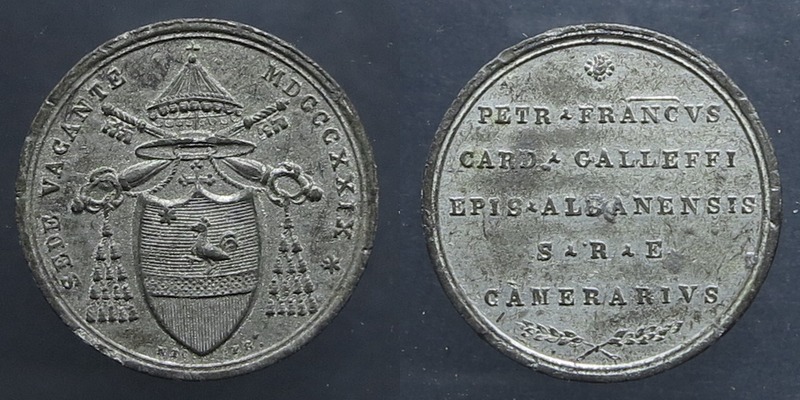 SEDE VACANTE MDCCCXXIX *
PETR FRANCVS
CARD GALLEFFI
EPIS ALBANENSIS
S R E
CAMERARIVS